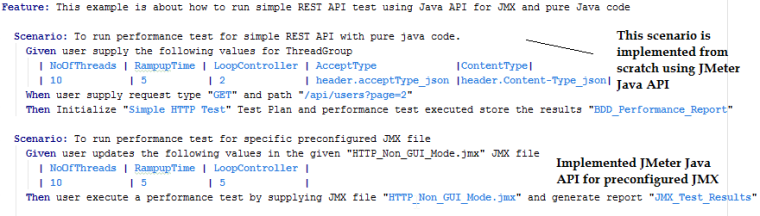 Feature: This example is about how to run simple REST API test using Java API for JMX and pure Java code
Scenario: To run performance test for simple REST API with pure java code.
Given user supply the following values for ThreadGroup
| NoOfThreads | RampupTime | LoopController | AcceptType |ContentType|
| 10 | 5 | 2 | header.acceptType_json |header.Content-Type_json|
When user supply request type "GET" and path "/api/users?page=2"
Then Initialize "Simple HTTP Test" Test Plan and performance test executed store the results "BDD_Performance_Report"
This scenario is
implemented from
scratch using JMeter
Java API
Scenario: To run performance test for specific preconfigured JMX file
Given user updates the following values in the given "HTTP_Non_GUI_Mode.jmx" JMX file
| NoOfThreads | RampupTime | LoopController |
| 10 | 5 | 5 |
Then user execute a performance test by supplying JMX file "HTTP_Non_GUI_Mode.jmx" and generate report "JMX_Test_Results"
Implemented JMeter Java
API for preconfigured JMX